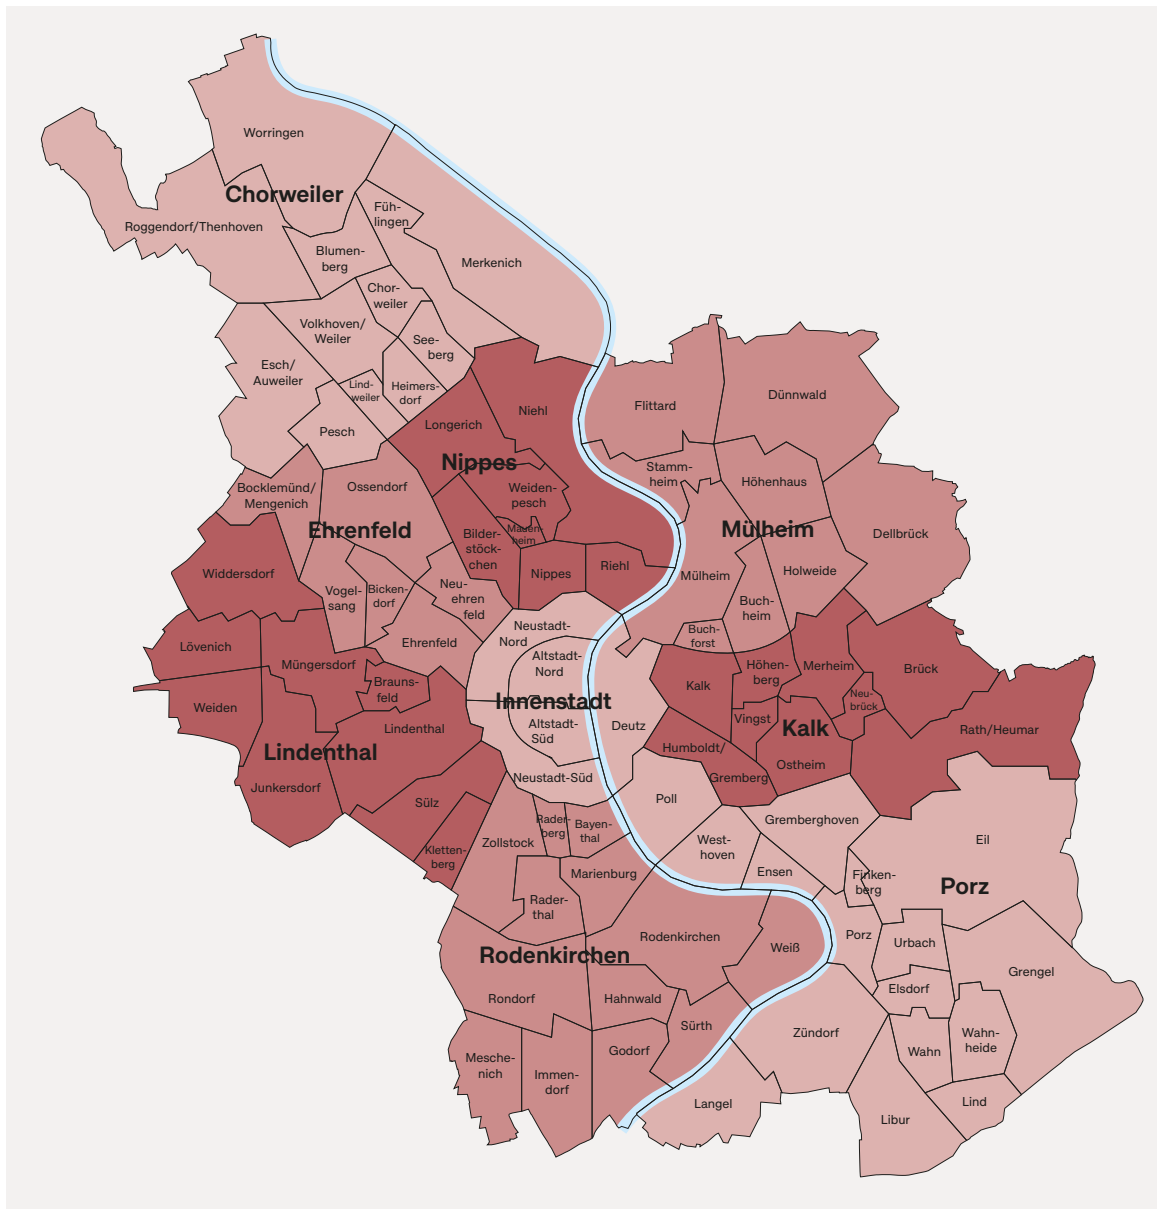 Worringen
Chorweiler
Roggendorf/Thenhoven
Füh-
lingen
Blumen-
berg
Merkenich
Chor-
weiler
Volkhoven/
Weiler
See-
berg
Esch/
Auweiler
Lind-
weiler
Heimers-
dorf
Pesch
Longerich
Niehl
Nippes
Weiden-
pesch
Mauen-
heim
Bilder-
stöck-
chen
Nippes
Riehl
Flittard
Dünnwald
Stamm-
heim
Höhenhaus
Mülheim
Dellbrück
Mülheim
Holweide
Buch-
heim
Buch-
forst
Bocklemünd/
Mengenich
Ossendorf
Ehrenfeld
Vogel-
sang
Bicken-
dorf
Neu-
ehren
feld
Ehrenfeld
Widdersdorf
Lövenich
Müngersdorf
Brauns-
feld
Weiden
Lindenthal
Lindenthal
Junkersdorf
Sülz
Kletten-
berg
Neustadt-
Nord
Altstadt-
Nord
Innenstadt
Altstadt-
Süd
Deutz
Neustadt-Süd
Kalk
Höhen-
berg
Merheim
Brück
Neu-
brück
Vingst
Kalk
Rath/Heumar
Humboldt/
Gremberg
Ostheim
Poll
Gremberghoven
West-
hoven
Ensen
Eil
Finken-
berg
Porz
Porz
Urbach
Grengel
Elsdorf
Wahn-
heide
Wahn
Zündorf
Lind
Libur
Langel
Zollstock
Rader-
berg
Bayen-
thal
Marienburg
Rader-
thal
Rodenkirchen
Rodenkirchen
Weiß
Rondorf
Hahnwald
Sürth
Godorf
Mesche-
nich
Immen-
dorf